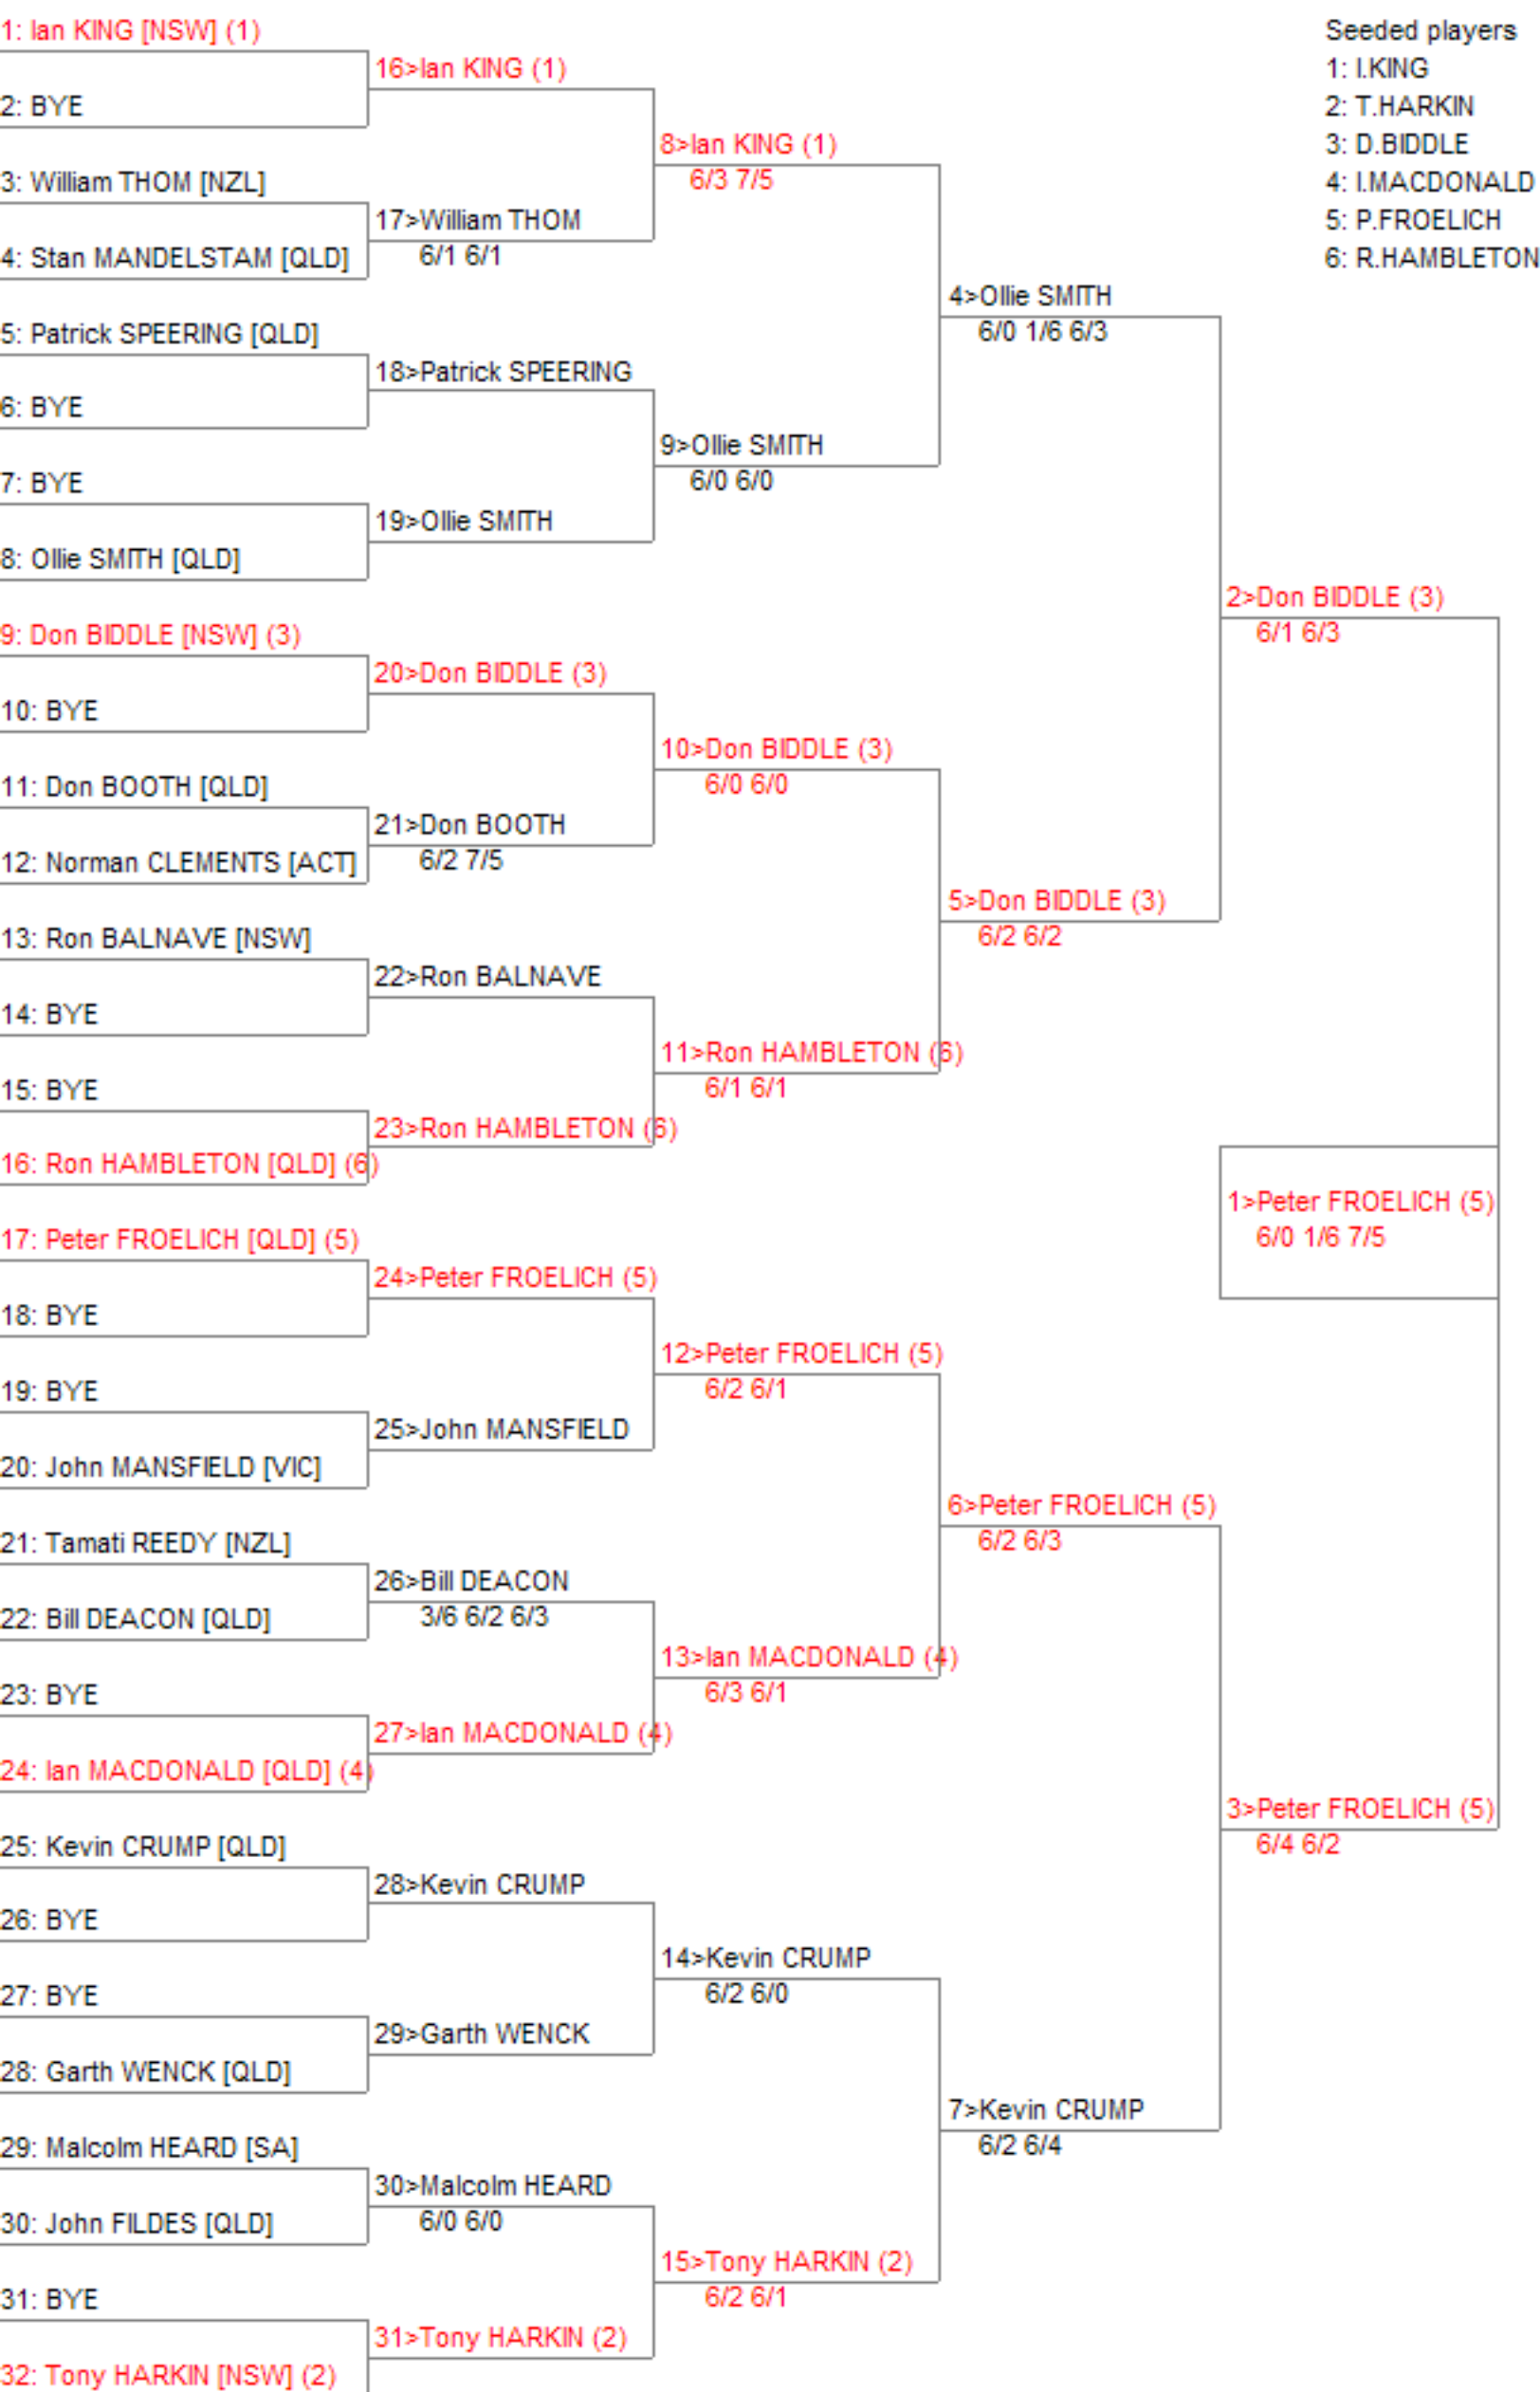 1: Ian KING [NSW] (1)
2: BYE
3: William THOM [NZL]
4: Stan MANDELSTAM [QLD]
5: Patrick SPEERING [QLD]
6: BYE
7: BYE
8: Ollie SMITH [QLD]
9: Don BIDDLE [NSW] (3)
10: BYE
11: Don BOOTH [QLD]
12: Norman CLEMENTS [ACT]
13: Ron BALNAVE [NSW]
14: BYE
15: BYE
16: Ron HAMBLETON [QLD] (6)
17: Peter FROELICH [QLD] (5)
18: BYE
19: BYE
20: John MANSFIELD [VIC]
21: Tamati REEDY [NZL]
22: Bill DEACON [QLD]
23: BYE
24: Ian MACDONALD [QLD] (4)
25: Kevin CRUMP [QLD]
26: BYE
27: BYE
28: Garth WENCK [QLD]
29: Malcolm HEARD [SA]
30: John FILDES [QLD]
31: BYE
32: Tony HARKIN [NSW] (2)
16>Ian KING (1)
17>William THOM
6/1 6/1
18>Patrick SPEERING
19>Ollie SMITH
20>Don BIDDLE (3)
21>Don BOOTH
6/2 7/5
22>Ron BALNAVE
23>Ron HAMBLETON (6)
24>Peter FROELICH (5)
25>John MANSFIELD
26>Bill DEACON
3/6 6/2 6/3
27>Ian MACDONALD (4)
28>Kevin CRUMP
29>Garth WENCK
30>Malcolm HEARD
6/0 6/0
31>Tony HARKIN (2)
8>Ian KING (1)
6/3 7/5
9>Ollie SMITH
6/0 6/0
10>Don BIDDLE (3)
6/0 6/0
11>Ron HAMBLETON (6)
6/1 6/1
12>Peter FROELICH (5)
6/2 6/1
13>Ian MACDONALD (4)
6/3 6/1
14>Kevin CRUMP
6/2 6/0
15>Tony HARKIN (2)
6/2 6/1
4>Ollie SMITH
6/0 1/6 6/3
5>Don BIDDLE (3)
6/2 6/2
6>Peter FROELICH (5)
6/2 6/3
7>Kevin CRUMP
6/2 6/4
2>Don BIDDLE (3)
6/1 6/3
1>Peter FROELICH (5)
6/0 1/6 7/5
3>Peter FROELICH (5)
6/4 6/2
Seeded players
1: I.KING
2: T.HARKIN
3: D.BIDDLE
4: I.MACDONALD
5: P.FROELICH
6: R.HAMBLETON